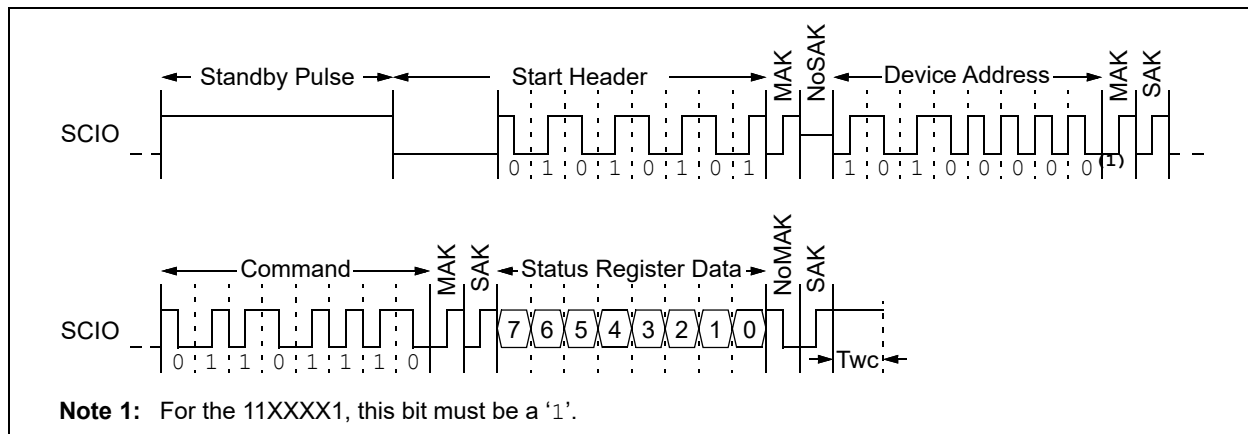 Standby Pulse Start Header MAK NoSAK Device Address MAK SAK
SCIO
0 1 0 1 0 1 0 1 1 0 1 0 0 0 0 0(1)
Command MAK SAK Status Register Data NoMAK SAK
SCIO 7 6 5 4 3 2 1 0
0 1 1 0 1 1 1 0 Twc
Note 1: For the 11XXXX1, this bit must be a ‘1’.